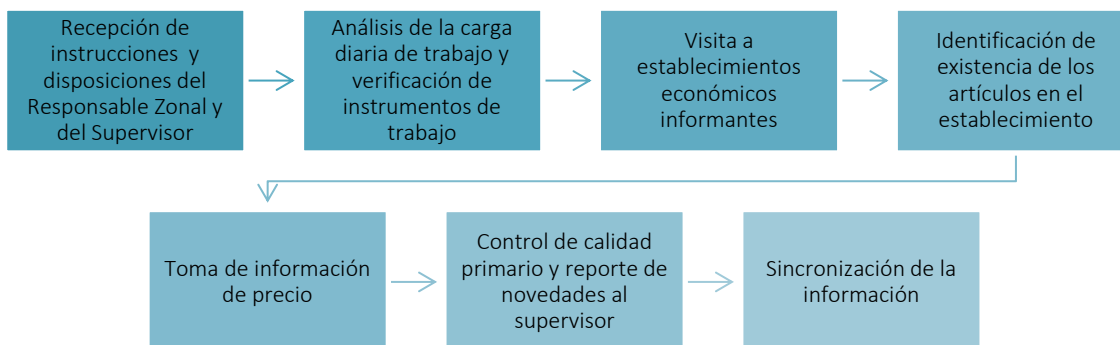 Recepción de
instrucciones y
disposiciones del
Responsable Zonal y
del Supervisor
Análisis de la carga
diaria de trabajo y
verificación de
instrumentos de
trabajo
Visita a
establecimientos
económicos
informantes
Identificación de
existencia de los
artículos en el
establecimiento
Toma de información
de precio
Control de calidad
primario y reporte de
novedades al
supervisor
Sincronización de la
información